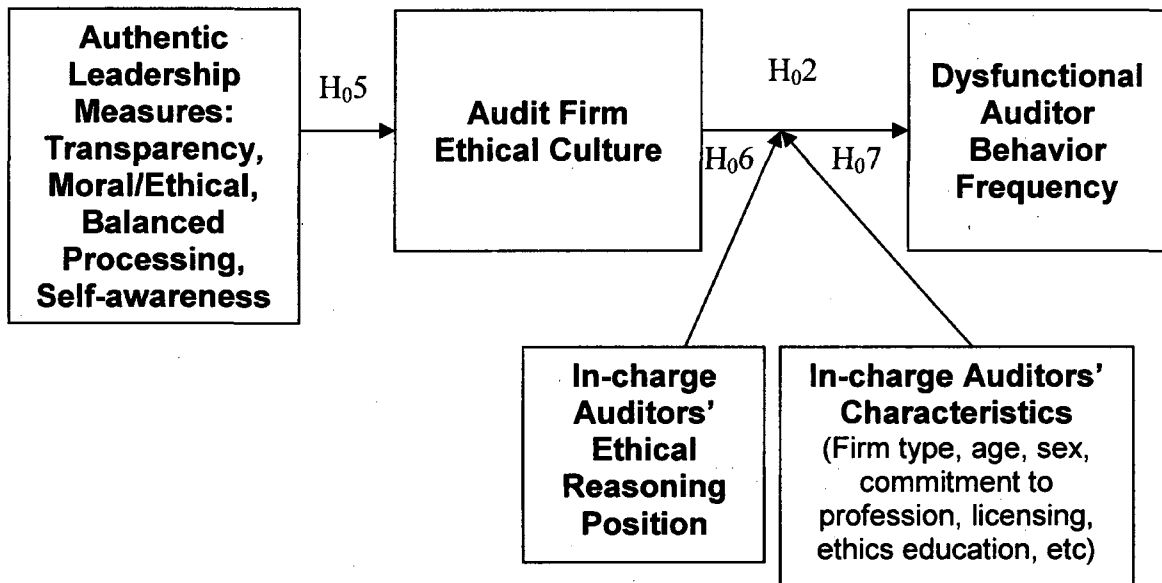 Authentic
Leadership
Measures:
Transparency,
Moral/Ethical,
Balanced
Processing,
Self-awareness
H₀5
Audit Firm
Ethical Culture
H₀2
H₀6
H₀7
Dysfunctional
Auditor
Behavior
Frequency
In-charge
Auditors’
Ethical
Reasoning
Position
In-charge Auditors’
Characteristics
(Firm type, age, sex,
commitment to
profession, licensing,
ethics education, etc)